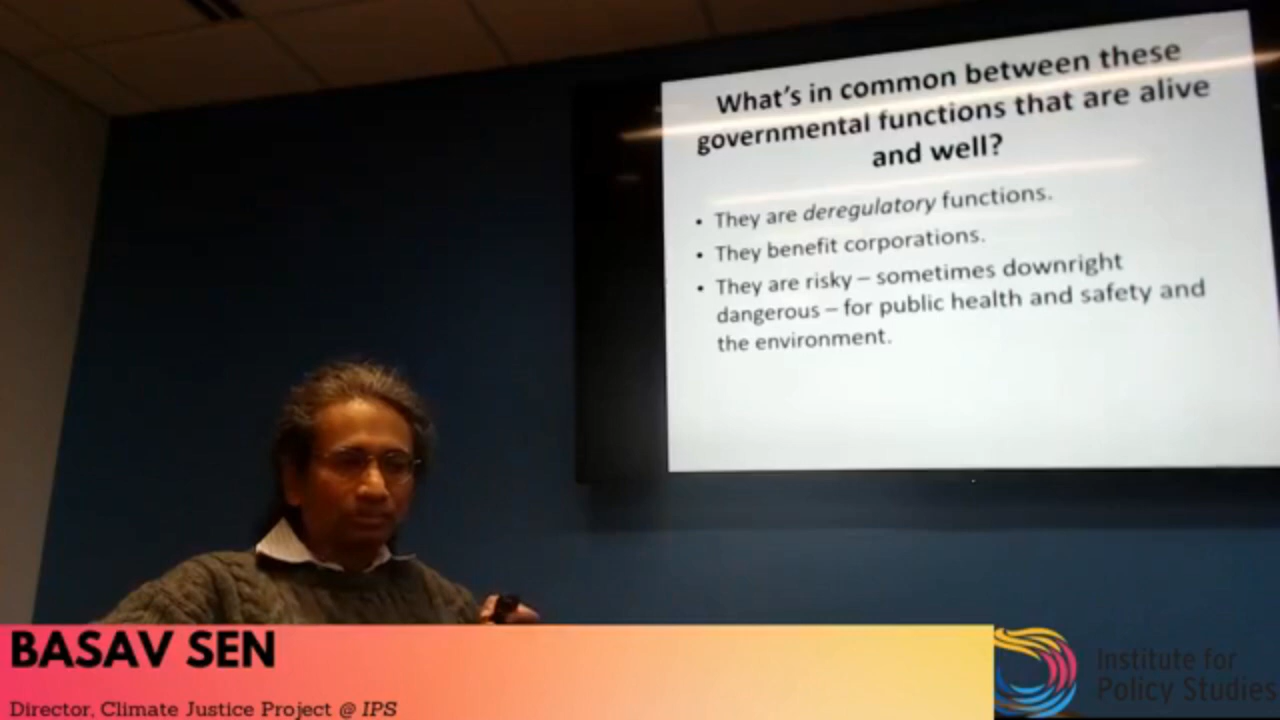 What's in common between these
governmental functions that are alive
and well?
• They are deregulatory functions.
• They benefit corporations.
• They are risky – sometimes downright
dangerous – for public health and safety and
the environment.
BASAV SEN
Director, Climate Justice Project @ IPS
Institute for
Policy Studies